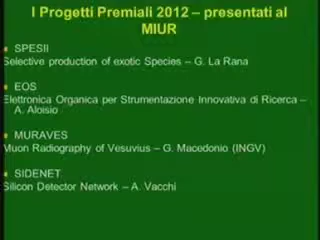 I Progetti Premiali 2012 – presentati al
MIUR
SPESII
Selective production of exotic Species – G. La Rana
EOS
Elettronica Organica per Strumentazione Innovativa di Ricerca –
A. Aloisio
MURAVES
Muon Radiography of Vesuvius – G. Macedonio (INGV)
SIDENET
Silicon Detector Network – A. Vacchi